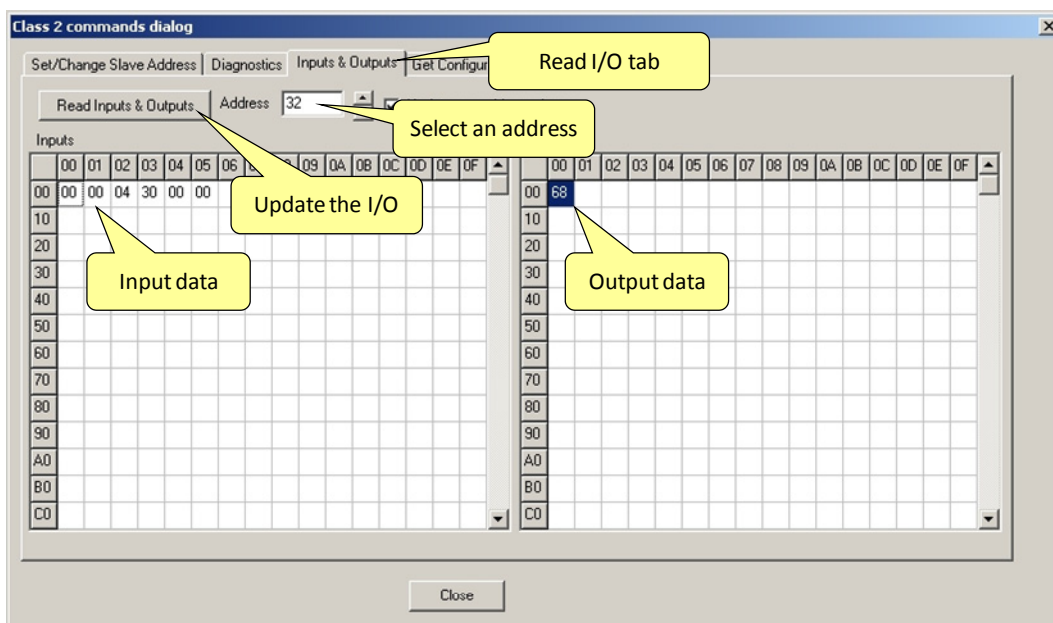 Class 2 commands dialog
Set/Change Slave Address Diagnostics Inputs & Outputs Get Configur Read I/O tab
Read Inputs & Outputs Address 32 Select an address
Inputs
00 01 02 03 04 05 06 09 0A 0B 0C 0D 0E 0F 00 01 02 03 04 05 06 07 08 09 0A 0B 0C 0D 0E 0F
00 00 00 04 30 00 00 Update the I/O 00 68
10 10
20 20
30 Input data 30 Output data
40 40
50 50
60 60
70 70
80 80
90 90
A0 A0
B0 B0
C0 C0
Close